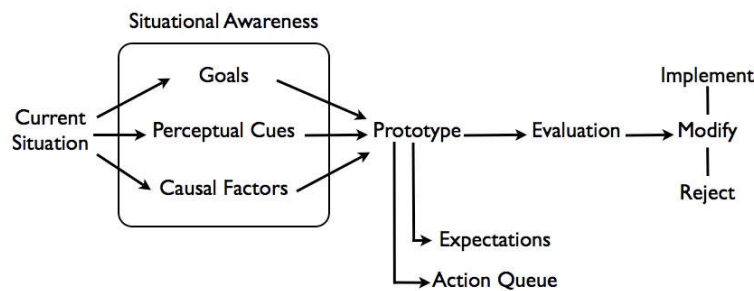 Situational Awareness
Goals
Implement
Current
Situation
Perceptual Cues
Prototype
Evaluation
Modify
Causal Factors
Reject
Expectations
Action Queue